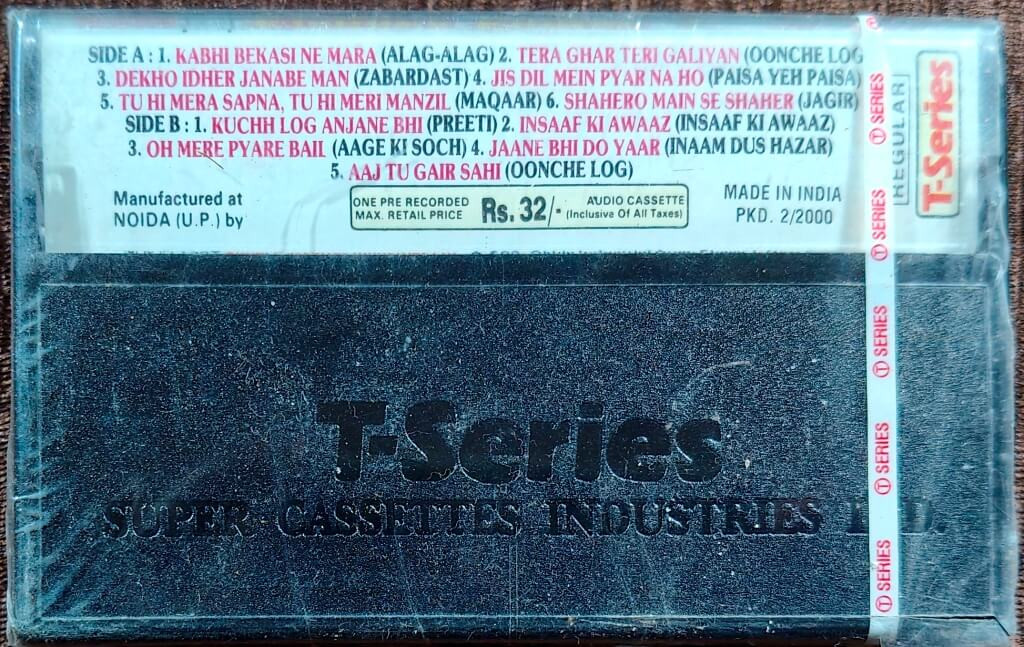 SIDE A : 1. KABHI BEKASI NE MARA (ALAG-ALAG) 2. TERA GHAR TERI GALIYAN (OONCHE LOG
3. DEKHO IDHER JANABE MAN (ZABARDAST) 4. JIS DIL MEIN PYAR NA HO (PAISA YEH PAISA)
5. TU HI MERA SAPNA, TU HI MERI MANZIL (MAQAAR) 6. SHAHERO MAIN SE SHAHER (JAGIR)
SIDE B : 1. KUCHH LOG ANJANE BHI (PREETI) 2. INSAAF KI AWAAZ (INSAAF KI AWAAZ)
3. OH MERE PYARE BAIL (AAGE KI SOCH) 4. JAANE BHI DO YAAR (INAAM DUS HAZAR)
5. AAJ TU GAIR SAHI (OONCHE LOG)
Manufactured at
NOIDA (U.P.) by
ONE PRE RECORDED
MAX. RETAIL PRICE
Rs. 32/-
AUDIO CASSETTE
(Inclusive Of All Taxes)
MADE IN INDIA
PKD. 2/2000
REGULAR
T-Series
T SERIES
T SERIES
T SERIES
T SERIES
T SERIES
T-Series
SUPER CASSETTES INDUSTRIES LTD.